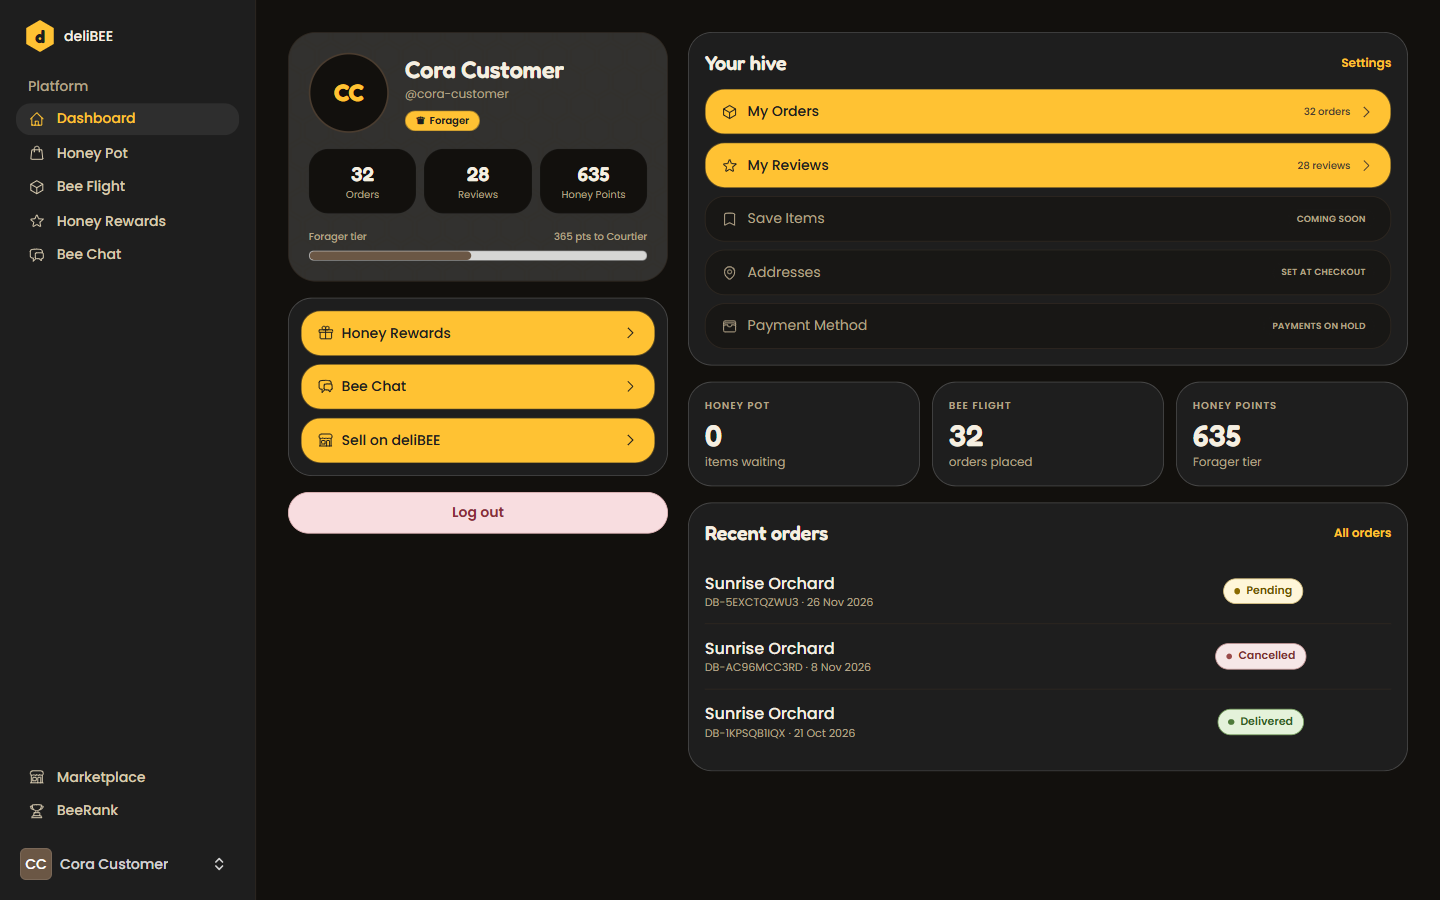 deliBEE
Platform
Dashboard
Honey Pot
Bee Flight
Honey Rewards
Bee Chat
Marketplace
BeeRank
CC Cora Customer
CC
Cora Customer
@cora-customer
Forager
32
Orders
28
Reviews
635
Honey Points
Forager tier
365 pts to Courtier
Honey Rewards
Bee Chat
Sell on deliBEE
Log out
Your hive
Settings
My Orders
32 orders
My Reviews
28 reviews
Save Items
COMING SOON
Addresses
SET AT CHECKOUT
Payment Method
PAYMENTS ON HOLD
HONEY POT
0
items waiting
BEE FLIGHT
32
orders placed
HONEY POINTS
635
Forager tier
Recent orders
All orders
Sunrise Orchard
DB-5EXCTQZWU3 · 26 Nov 2026
Pending
Sunrise Orchard
DB-AC96MCC3RD · 8 Nov 2026
Cancelled
Sunrise Orchard
DB-1KPSQB1IQX · 21 Oct 2026
Delivered